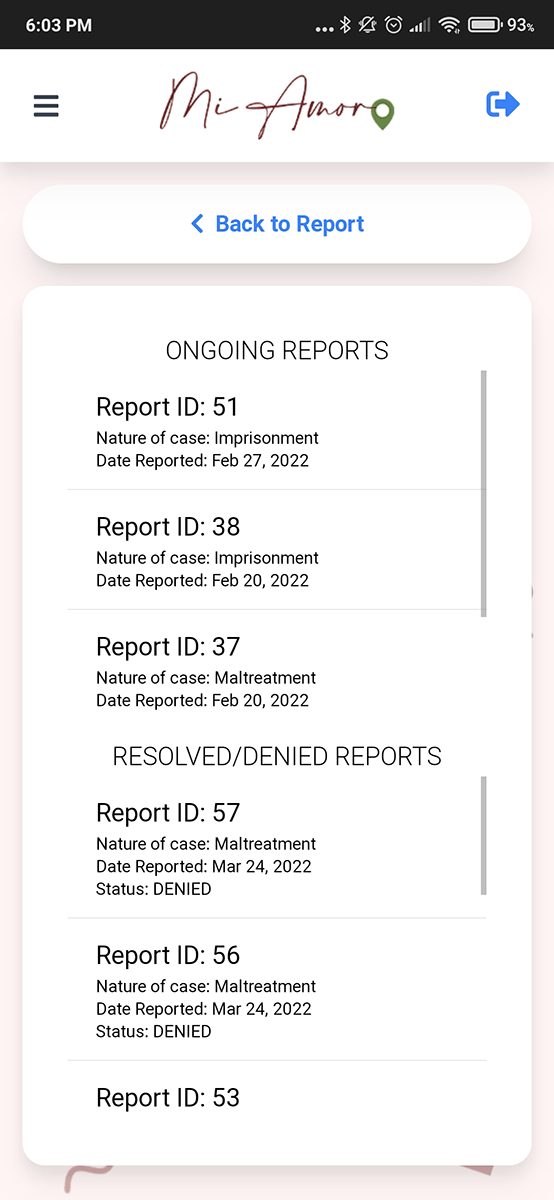 6:03 PM
93%
Mi Amor
Back to Report
ONGOING REPORTS
Report ID: 51
Nature of case: Imprisonment
Date Reported: Feb 27, 2022
Report ID: 38
Nature of case: Imprisonment
Date Reported: Feb 20, 2022
Report ID: 37
Nature of case: Maltreatment
Date Reported: Feb 20, 2022
RESOLVED/DENIED REPORTS
Report ID: 57
Nature of case: Maltreatment
Date Reported: Mar 24, 2022
Status: DENIED
Report ID: 56
Nature of case: Maltreatment
Date Reported: Mar 24, 2022
Status: DENIED
Report ID: 53